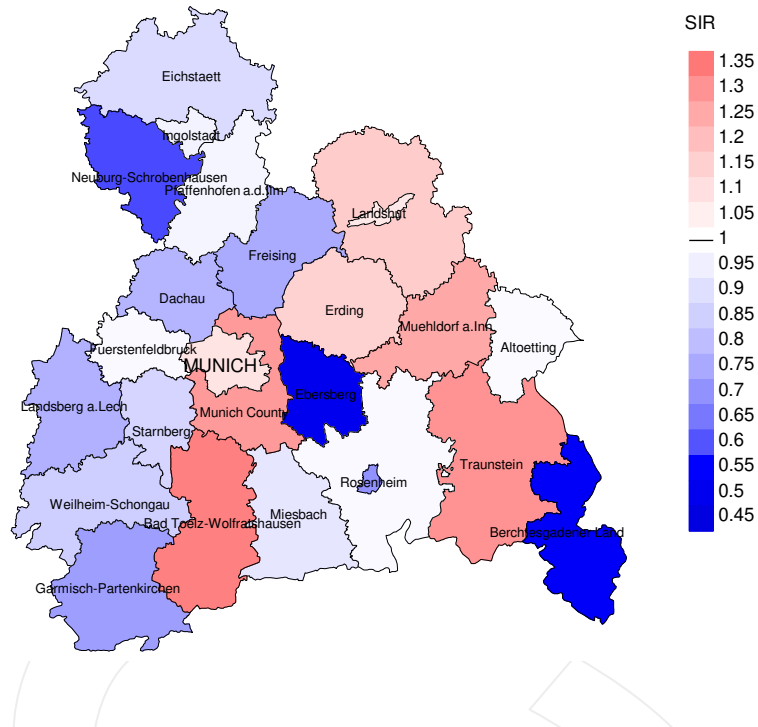 SIR
Eichstaett
Ingolstadt
Neuburg-Schrobenhausen
Pfaffenhofen a.d.Ilm
Landshut
Freising
Dachau
Erding
Muehldorf a.Inn
Altoetting
Fuerstenfeldbruck
MUNICH
Ebersberg
Landsberg a.Lech
Munich County
Starnberg
Traunstein
Rosenheim
Weilheim-Schongau
Miesbach
Bad Toelz-Wolfratshausen
Berchtesgadener Land
Garmisch-Partenkirchen
1.35
1.3
1.25
1.2
1.15
1.1
1.05
1
0.95
0.9
0.85
0.8
0.75
0.7
0.65
0.6
0.55
0.5
0.45